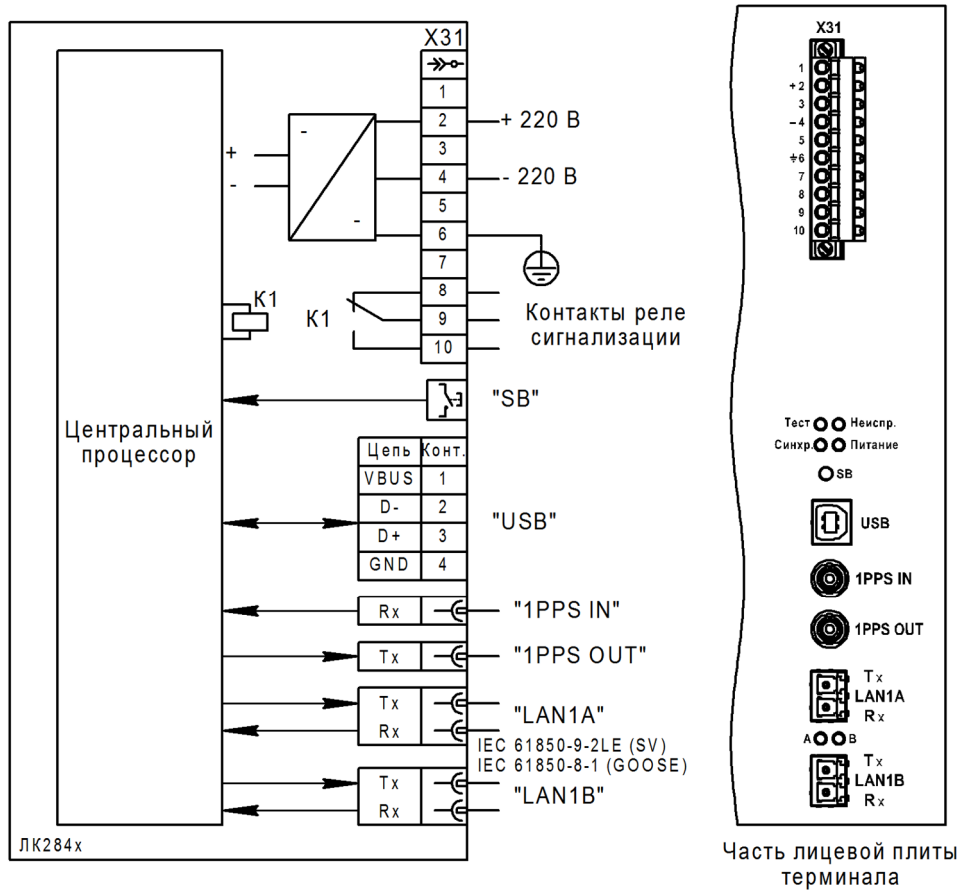 X31
1
2
+ 220 В
3
4
- 220 В
5
6
7
8
9
10
+
-
-
-
К1
К1
Контакты реле
сигнализации
"SB"
Центральный
процессор
Цепь Конт.
VBUS 1
D- 2
D+ 3
GND 4
"USB"
Rx "1PPS IN"
Tx "1PPS OUT"
Tx
"LAN1A"
Rx
IEC 61850-9-2LE (SV)
IEC 61850-8-1 (GOOSE)
Tx
"LAN1B"
Rx
ЛК284х
X31
1
+2
3
-4
5
÷6
7
8
9
10
Тест Неиспр.
Синхр. Питание
SB
USB
1PPS IN
1PPS OUT
Tx
LAN1A
Rx
A B
Tx
LAN1B
Rx
Часть лицевой плиты
терминала